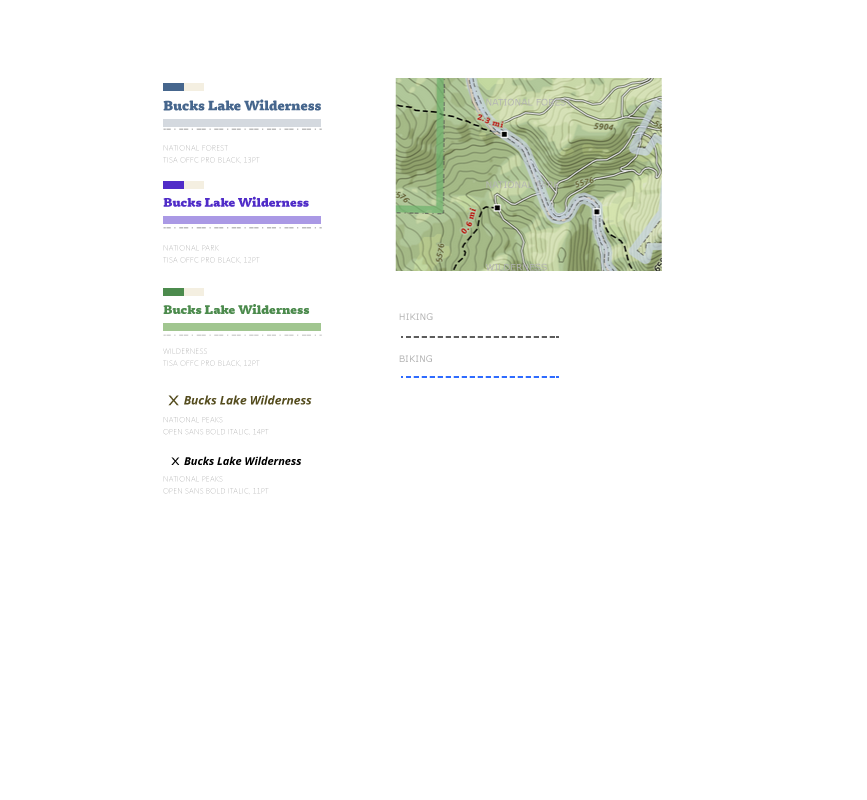 Bucks Lake Wilderness
NATIONAL FOREST
TISA OFFC PRO BLACK, 13PT
Bucks Lake Wilderness
NATIONAL PARK
TISA OFFC PRO BLACK, 12PT
Bucks Lake Wilderness
WILDERNESS
TISA OFFC PRO BLACK, 12PT
Bucks Lake Wilderness
NATIONAL PEAKS
OPEN SANS BOLD ITALIC, 14PT
Bucks Lake Wilderness
NATIONAL PEAKS
OPEN SANS BOLD ITALIC, 11PT
NATIONAL FOREST
2.3 mi
5904
5576
0.6 mi
5576
HIKING
BIKING